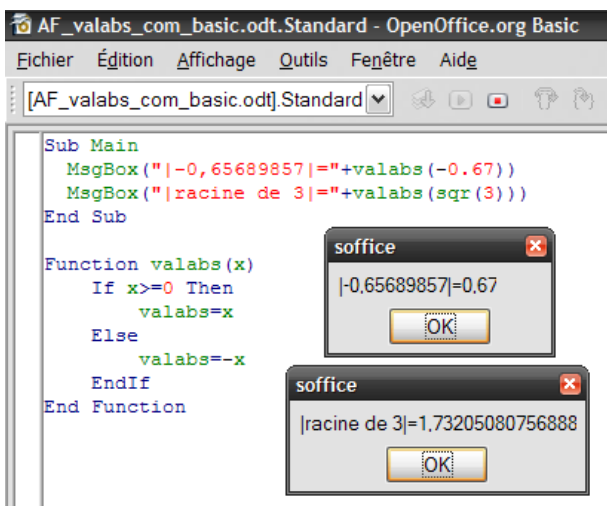 AF_valabs_com_basic.odt.Standard - OpenOffice.org Basic
Fichier Édition Affichage Outils Fenêtre Aide
[AF_valabs_com_basic.odt].Standard
Sub Main
MsgBox("|-0,65689857|="+valabs(-0.67))
MsgBox("|racine de 3|="+valabs(sqr(3)))
End Sub
Function valabs(x)
If x>=0 Then
valabs=x
Else
valabs=-x
EndIf
End Function
soffice
|-0,65689857|=0,67
OK
soffice
|racine de 3|=1,73205080756888
OK